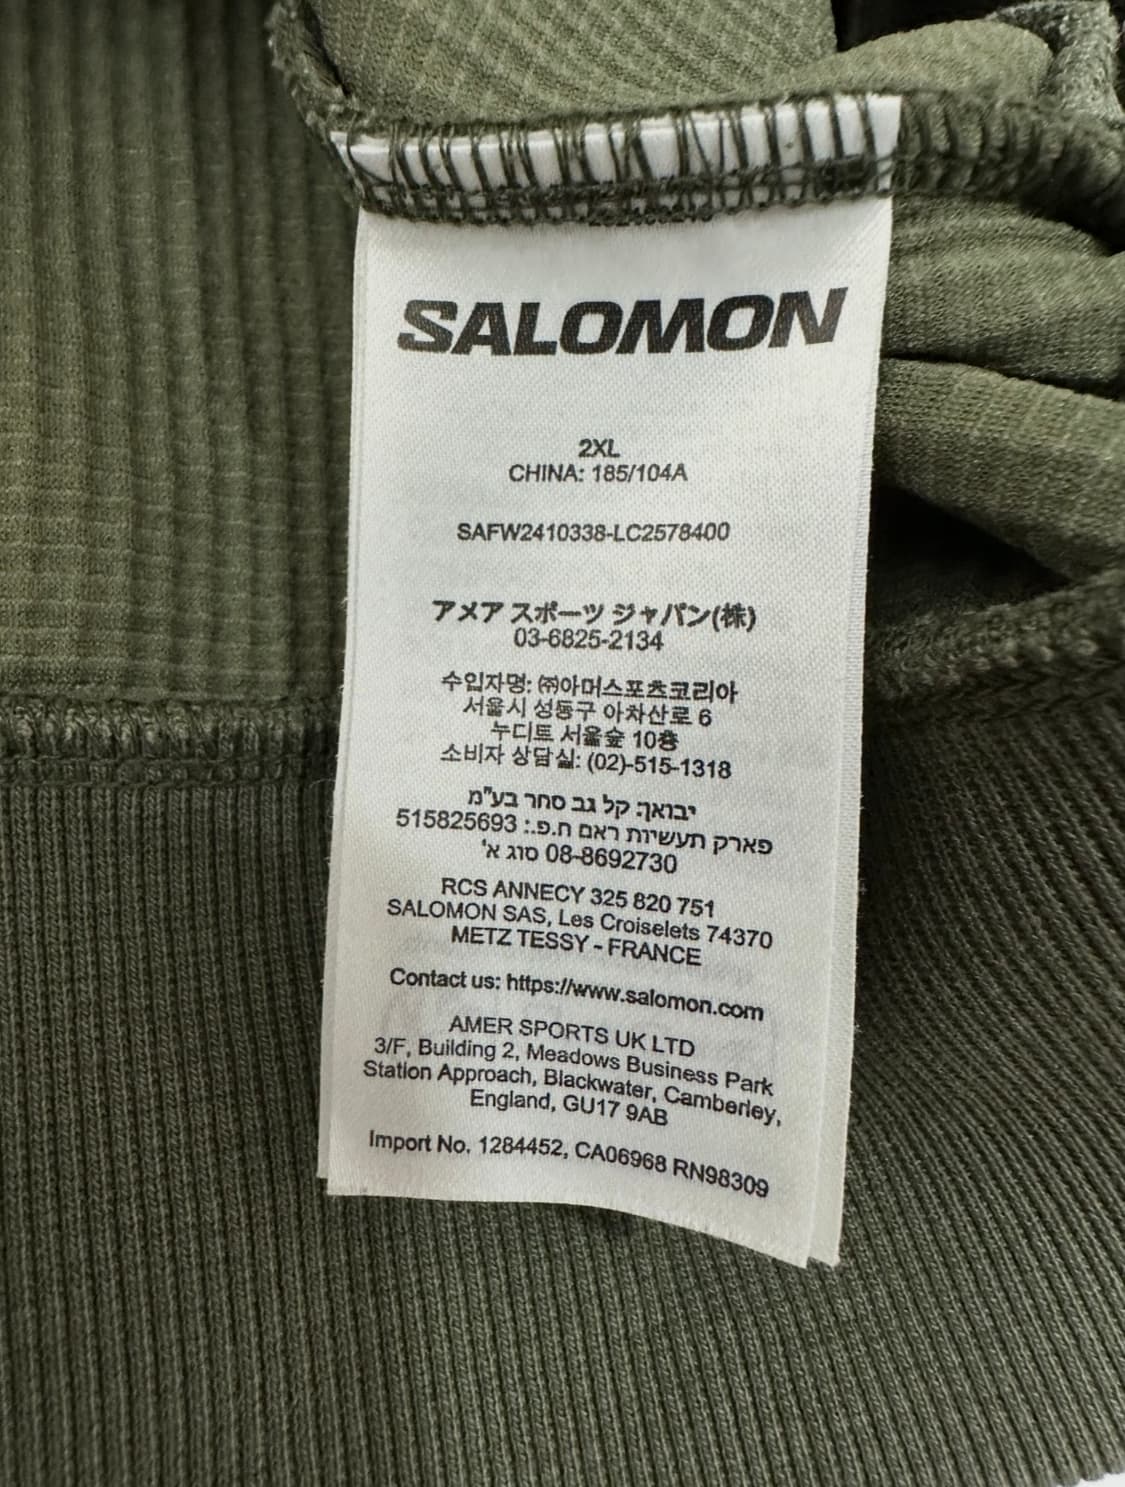 SALOMON
2XL
CHINA: 185/104A
SAFW2410338-LC2578400
アメア スポーツ ジャパン(株)
03-6825-2134
수입자명: ㈜아머스포츠코리아
서울시 성동구 아차산로 6
누디트 서울숲 10층
소비자 상담실: (02)-515-1318
יבואן: קל גב סחר בע"מ
פארק תעשיות ראם ח.פ.: 515825693
08-8692730 סוג א'
RCS ANNECY 325 820 751
SALOMON SAS, Les Croiselets 74370
METZ TESSY - FRANCE
Contact us: https://www.salomon.com
AMER SPORTS UK LTD
3/F, Building 2, Meadows Business Park
Station Approach, Blackwater, Camberley,
England, GU17 9AB
Import No. 1284452, CA06968 RN98309